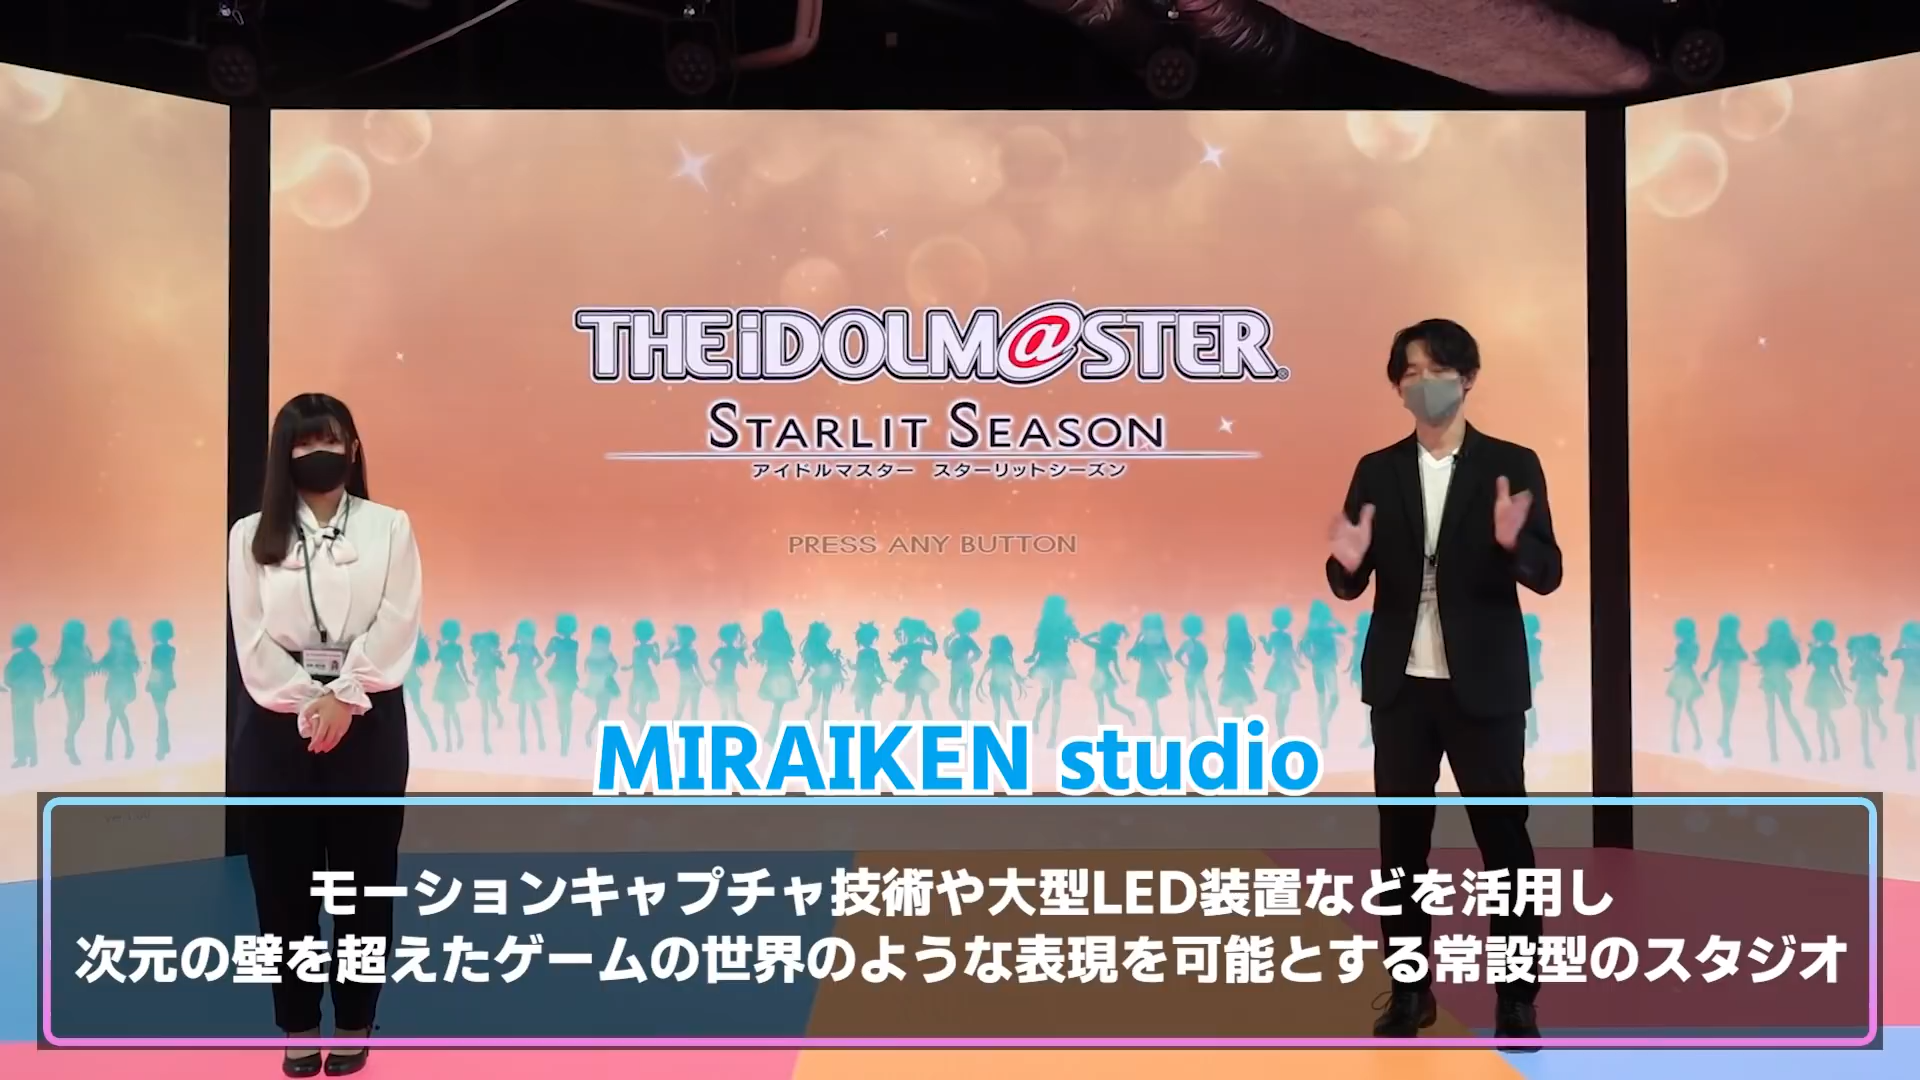 THE iDOLM@STER
STARLIT SEASON
アイドルマスター スターリットシーズン
PRESS ANY BUTTON
MIRAIKEN studio
モーションキャプチャ技術や大型LED装置などを活用し
次元の壁を超えたゲームの世界のような表現を可能とする常設型のスタジオ